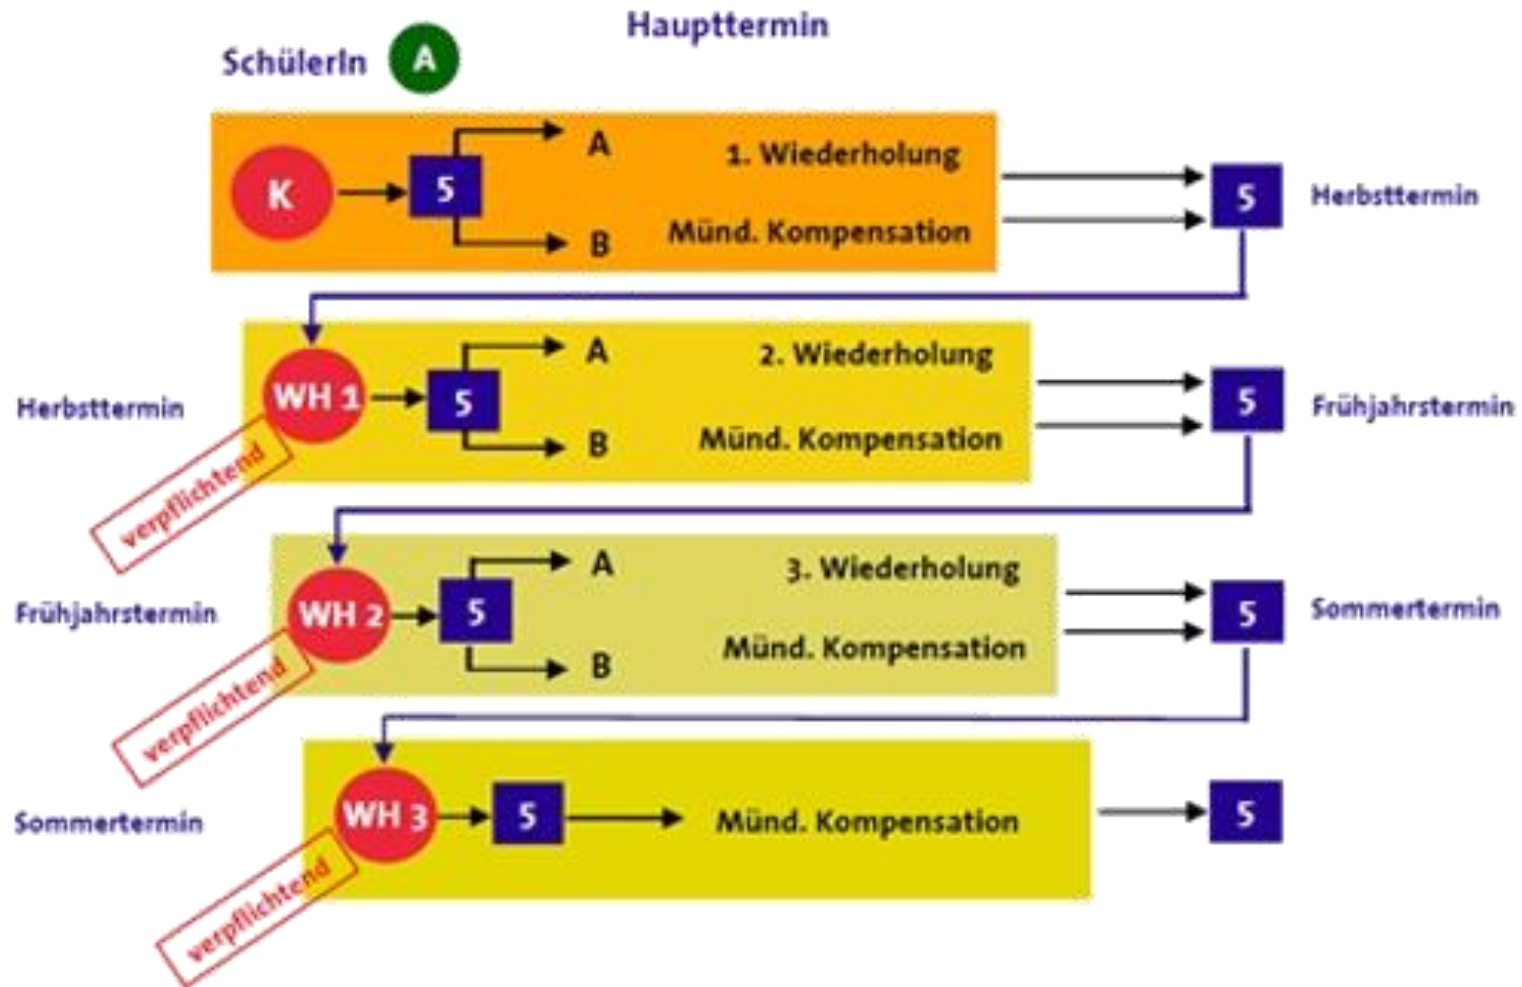 Haupttermin
SchülerIn A
K
5
A
1. Wiederholung
B
Münd. Kompensation
5
Herbsttermin
Herbsttermin
WH 1
verpflichtend
5
A
2. Wiederholung
B
Münd. Kompensation
5
Frühjahrstermin
Frühjahrstermin
WH 2
verpflichtend
5
A
3. Wiederholung
B
Münd. Kompensation
5
Sommertermin
Sommertermin
WH 3
verpflichtend
5
Münd. Kompensation
5